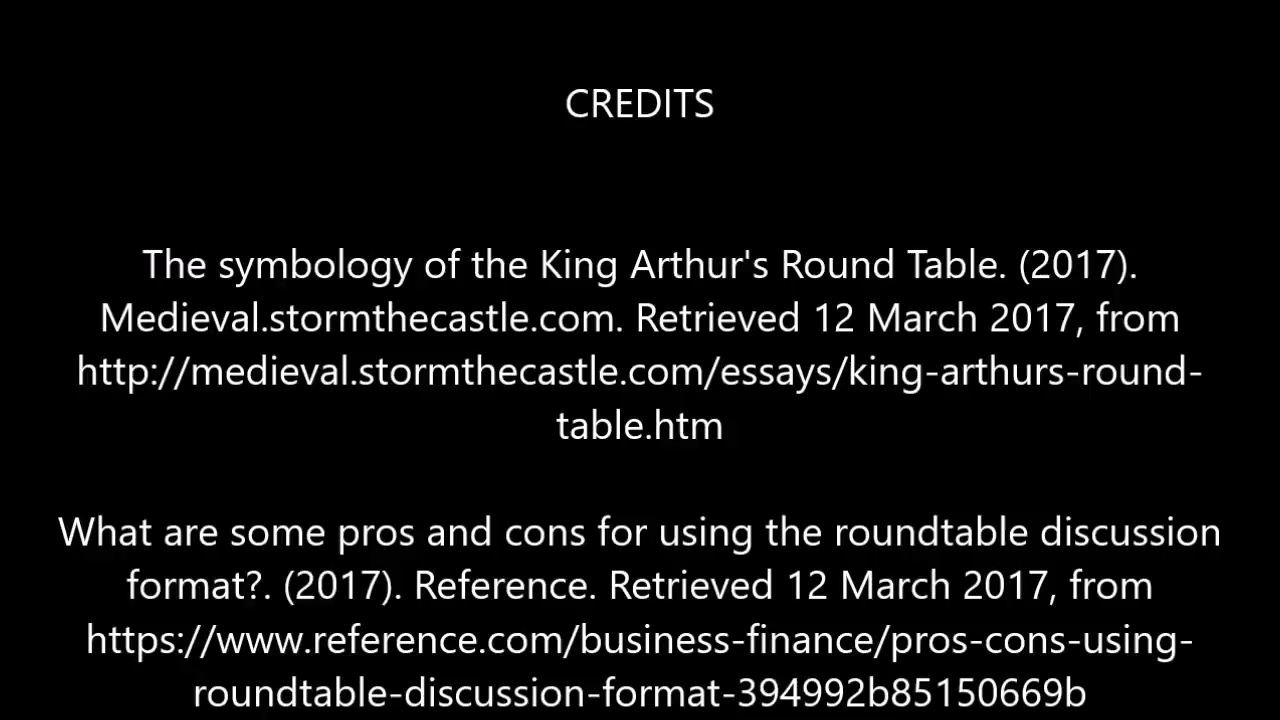 CREDITS
The symbology of the King Arthur's Round Table. (2017).
Medieval.stormthecastle.com. Retrieved 12 March 2017, from
http://medieval.stormthecastle.com/essays/king-arthurs-round-
table.htm
What are some pros and cons for using the roundtable discussion
format?. (2017). Reference. Retrieved 12 March 2017, from
https://www.reference.com/business-finance/pros-cons-using-
roundtable-discussion-format-394992b85150669b